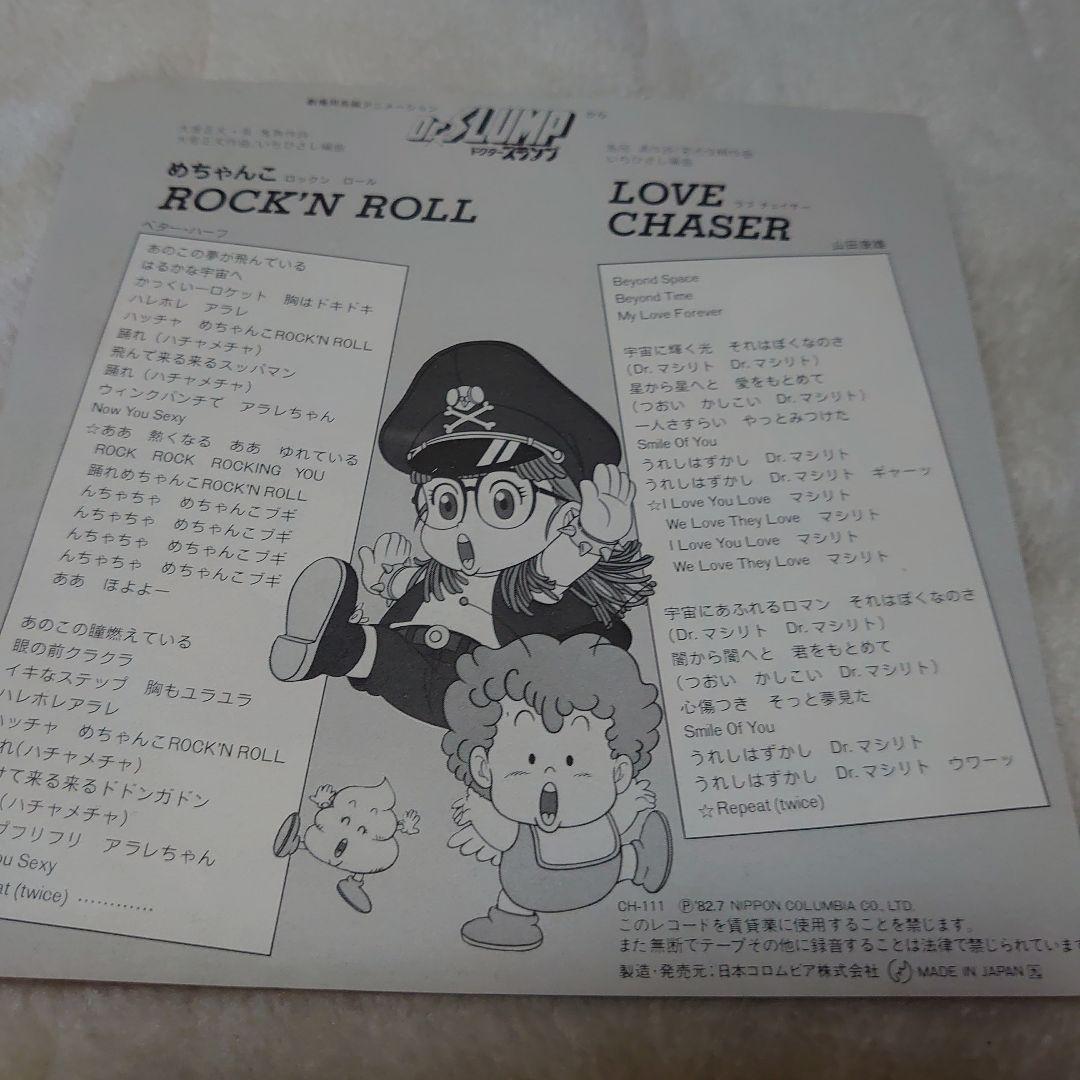 から
Dr.SLUMP
ドクタースランプ
めちゃんこ ロックン ロール
ROCK'N ROLL
ベター・ハーフ
あのこの夢が飛んでいる
はるかな宇宙へ
かっくいーロケット 胸はドキドキ
ハレホレ アラレ
ハッチャ めちゃんこROCK'N ROLL
踊れ（ハチャメチャ）
飛んで来る来るスッパマン
踊れ（ハチャメチャ）
ウィンクパンチで アラレちゃん
Now You Sexy
☆ああ 熱くなる ああ ゆれている
ROCK ROCK ROCKING YOU
踊れめちゃんこROCK'N ROLL
んちゃちゃ めちゃんこブギ
んちゃちゃ めちゃんこブギ
んちゃちゃ めちゃんこブギ
んちゃちゃ めちゃんこブギ
ああ ほよよー
あのこの瞳燃えている
眼の前クラクラ
イキなステップ 胸もユラユラ
ハレホレアラレ
ハッチャ めちゃんこROCK'N ROLL
れ(ハチャメチャ)
けて来る来るドドンガドン
(ハチャメチャ)
プフリフリ アラレちゃん
ou Sexy
at (twice) …………
LOVE ラブ チェイサー
CHASER
山田康雄
Beyond Space
Beyond Time
My Love Forever
宇宙に輝く光 それはぼくなのさ
（Dr.マシリト Dr.マシリト）
星から星へと 愛をもとめて
（つおい かしこい Dr.マシリト）
一人さすらい やっとみつけた
Smile Of You
うれしはずかし Dr.マシリト
うれしはずかし Dr.マシリト ギャーッ
☆I Love You Love マシリト
We Love They Love マシリト
I Love You Love マシリト
We Love They Love マシリト
宇宙にあふれるロマン それはぼくなのさ
（Dr.マシリト Dr.マシリト）
闇から闇へと 君をもとめて
（つおい かしこい Dr.マシリト）
心傷つき そっと夢見た
Smile Of You
うれしはずかし Dr.マシリト
うれしはずかし Dr.マシリト ウワーッ
☆Repeat (twice)
CH-111 Ⓟ'82.7 NIPPON COLUMBIA CO., LTD.
このレコードを賃貸業に使用することを禁じます。
また無断でテープその他に録音することは法律で禁じられています
製造・発売元：日本コロムビア株式会社 MADE IN JAPAN